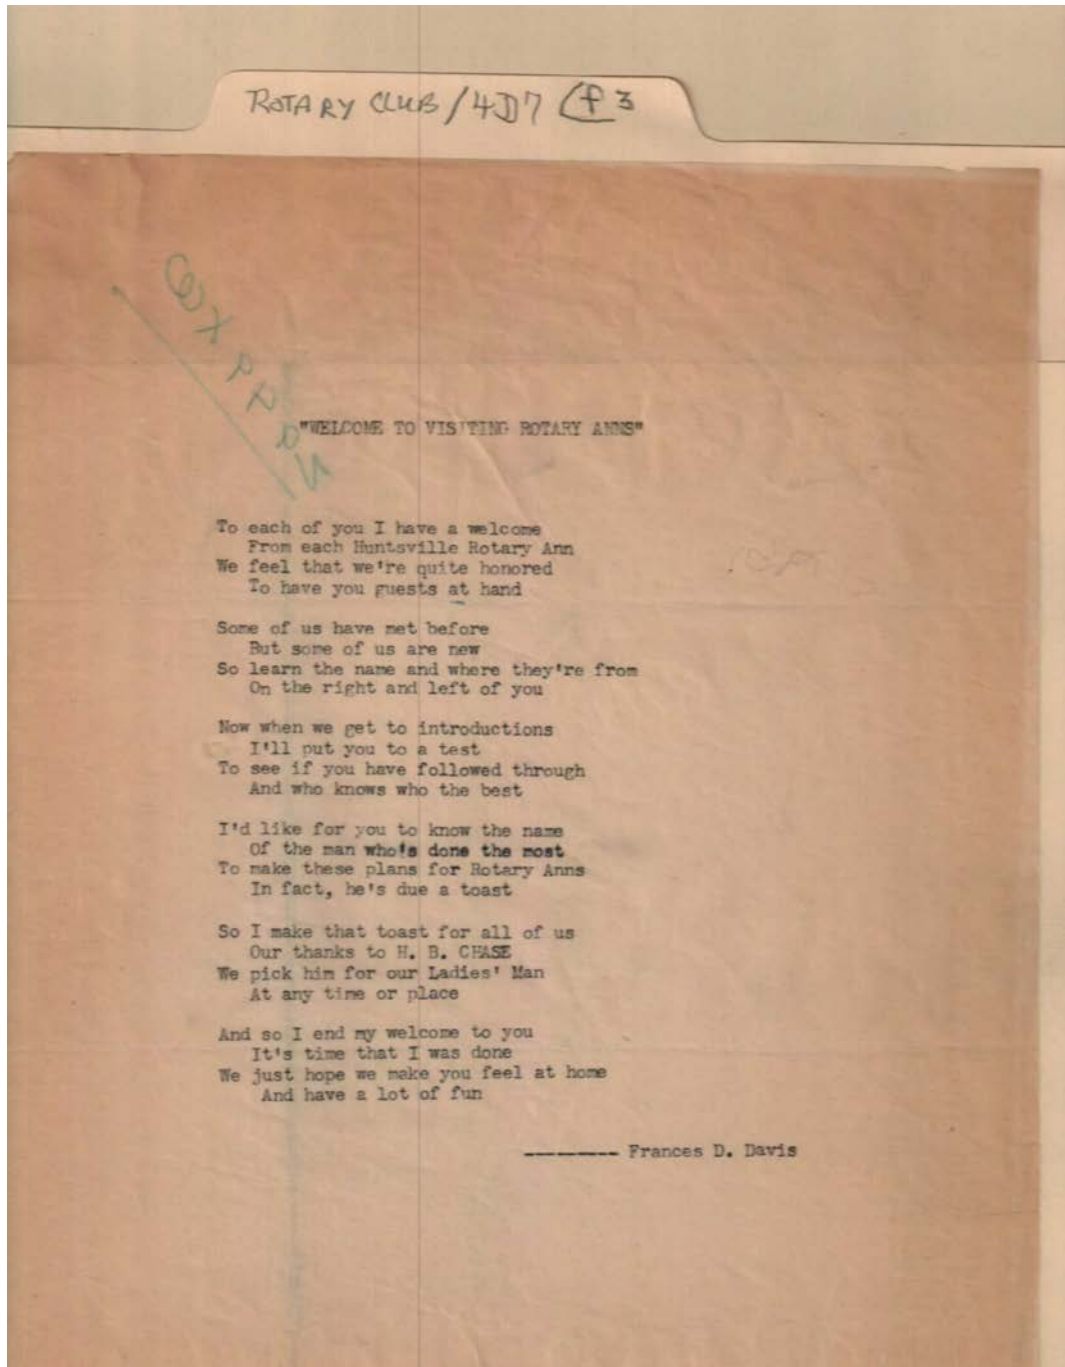 ROTARY CLUB/4D7 f3
"WELCOME TO VISITING ROTARY ANNS"
To each of you I have a welcome
From each Huntsville Rotary Ann
We feel that we're quite honored
To have you guests at hand
Some of us have met before
But some of us are new
So learn the name and where they're from
On the right and left of you
Now when we get to introductions
I'll put you to a test
To see if you have followed through
And who knows who the best
I'd like for you to know the name
Of the man who's done the most
To make these plans for Rotary Anns
In fact, he's due a toast
So I make that toast for all of us
Our thanks to H. B. CHASE
We pick him for our Ladies' Man
At any time or place
And so I end my welcome to you
It's time that I was done
We just hope we make you feel at home
And have a lot of fun
--------- Frances D. Davis